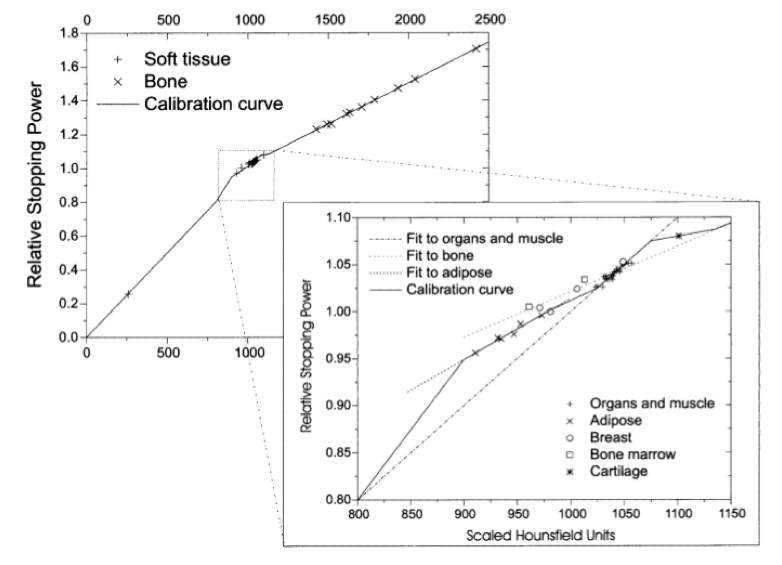 0 500 1000 1500 2000 2500
1.8
1.6
1.4
1.2
1.0
0.8
0.6
0.4
0.2
0.0
Relative Stopping Power
Soft tissue
Bone
Calibration curve
0 500 1000
1.10
1.05
1.00
0.95
0.90
0.85
0.80
Relative Stopping Power
Fit to organs and muscle
Fit to bone
Fit to adipose
Calibration curve
Organs and muscle
Adipose
Breast
Bone marrow
Cartilage
800 850 900 950 1000 1050 1100 1150
Scaled Hounsfield Units